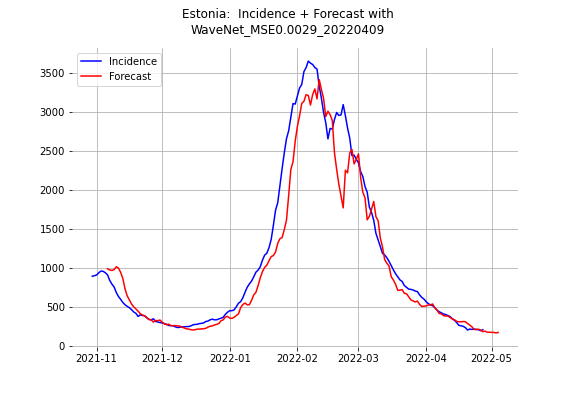 Estonia:  Incidence + Forecast with
WaveNet_MSE0.0029_20220409
Incidence
Forecast
3500
3000
2500
2000
1500
1000
500
0
2021-11 2021-12 2022-01 2022-02 2022-03 2022-04 2022-05